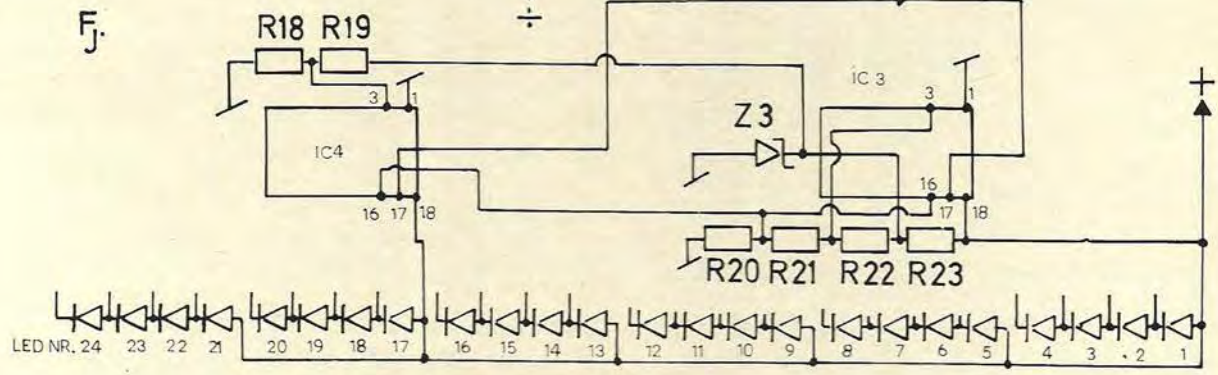 Fj.
R18 R19
÷
IC 3
+
3 1
3 1
Z3
IC4
16 17 18
16 17 18
R20 R21 R22 R23
LED NR. 24 23 22 21 20 19 18 17 16 15 14 13 12 11 10 9 8 7 6 5 4 3 2 1